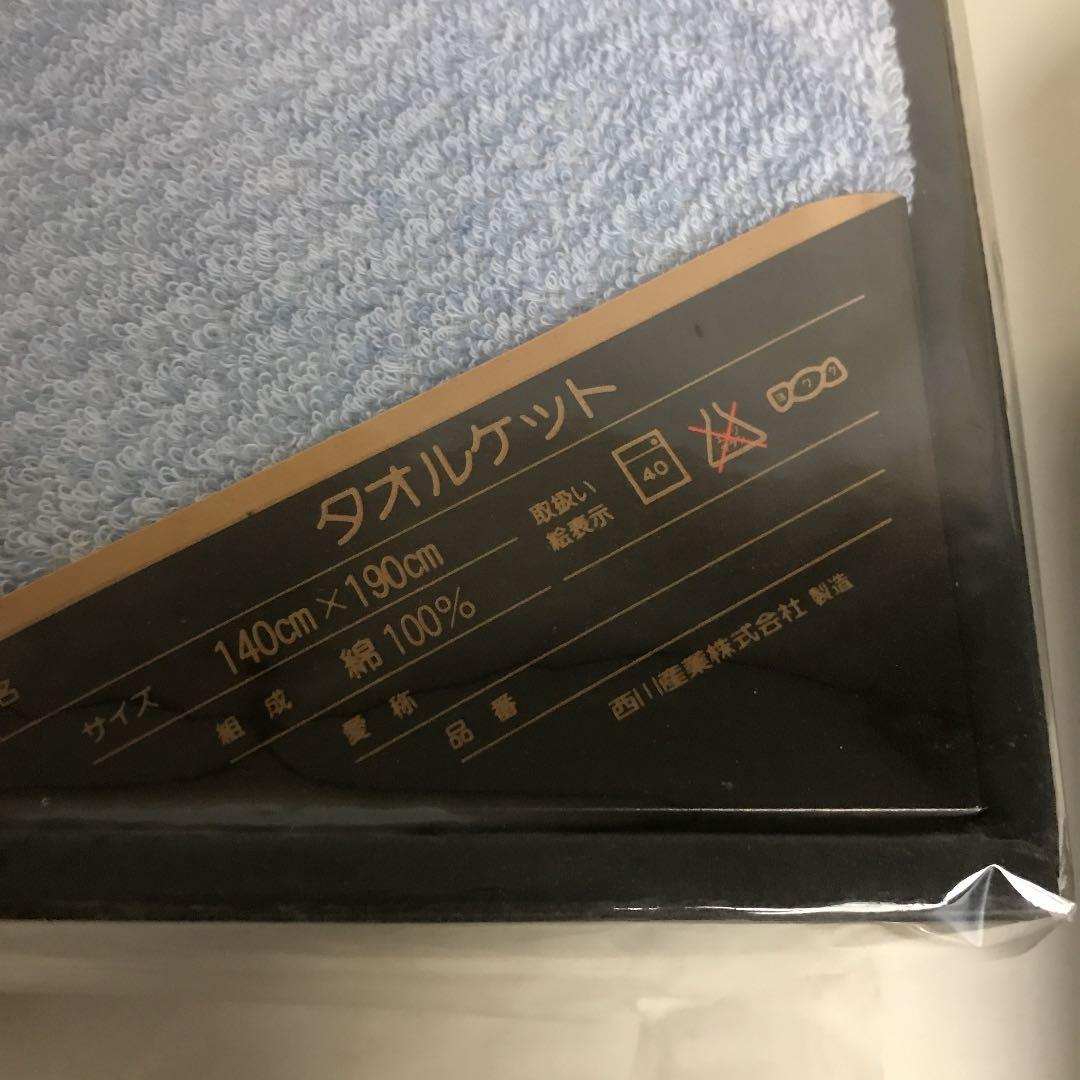 名 タオルケット
サイズ 140cm×190cm
組成 綿100%
愛称
品番
取扱い
絵表示
40
ヨワク
西川産業株式会社 製造